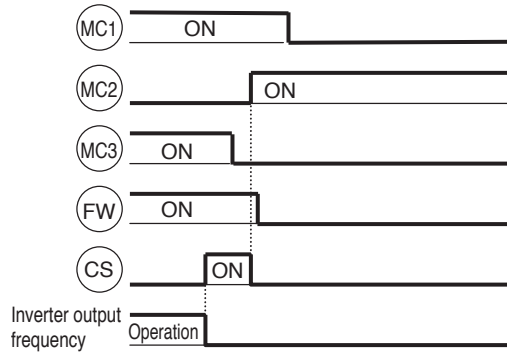 MC1 ON
MC2 ON
MC3 ON
FW ON
CS ON
Inverter output
frequency Operation